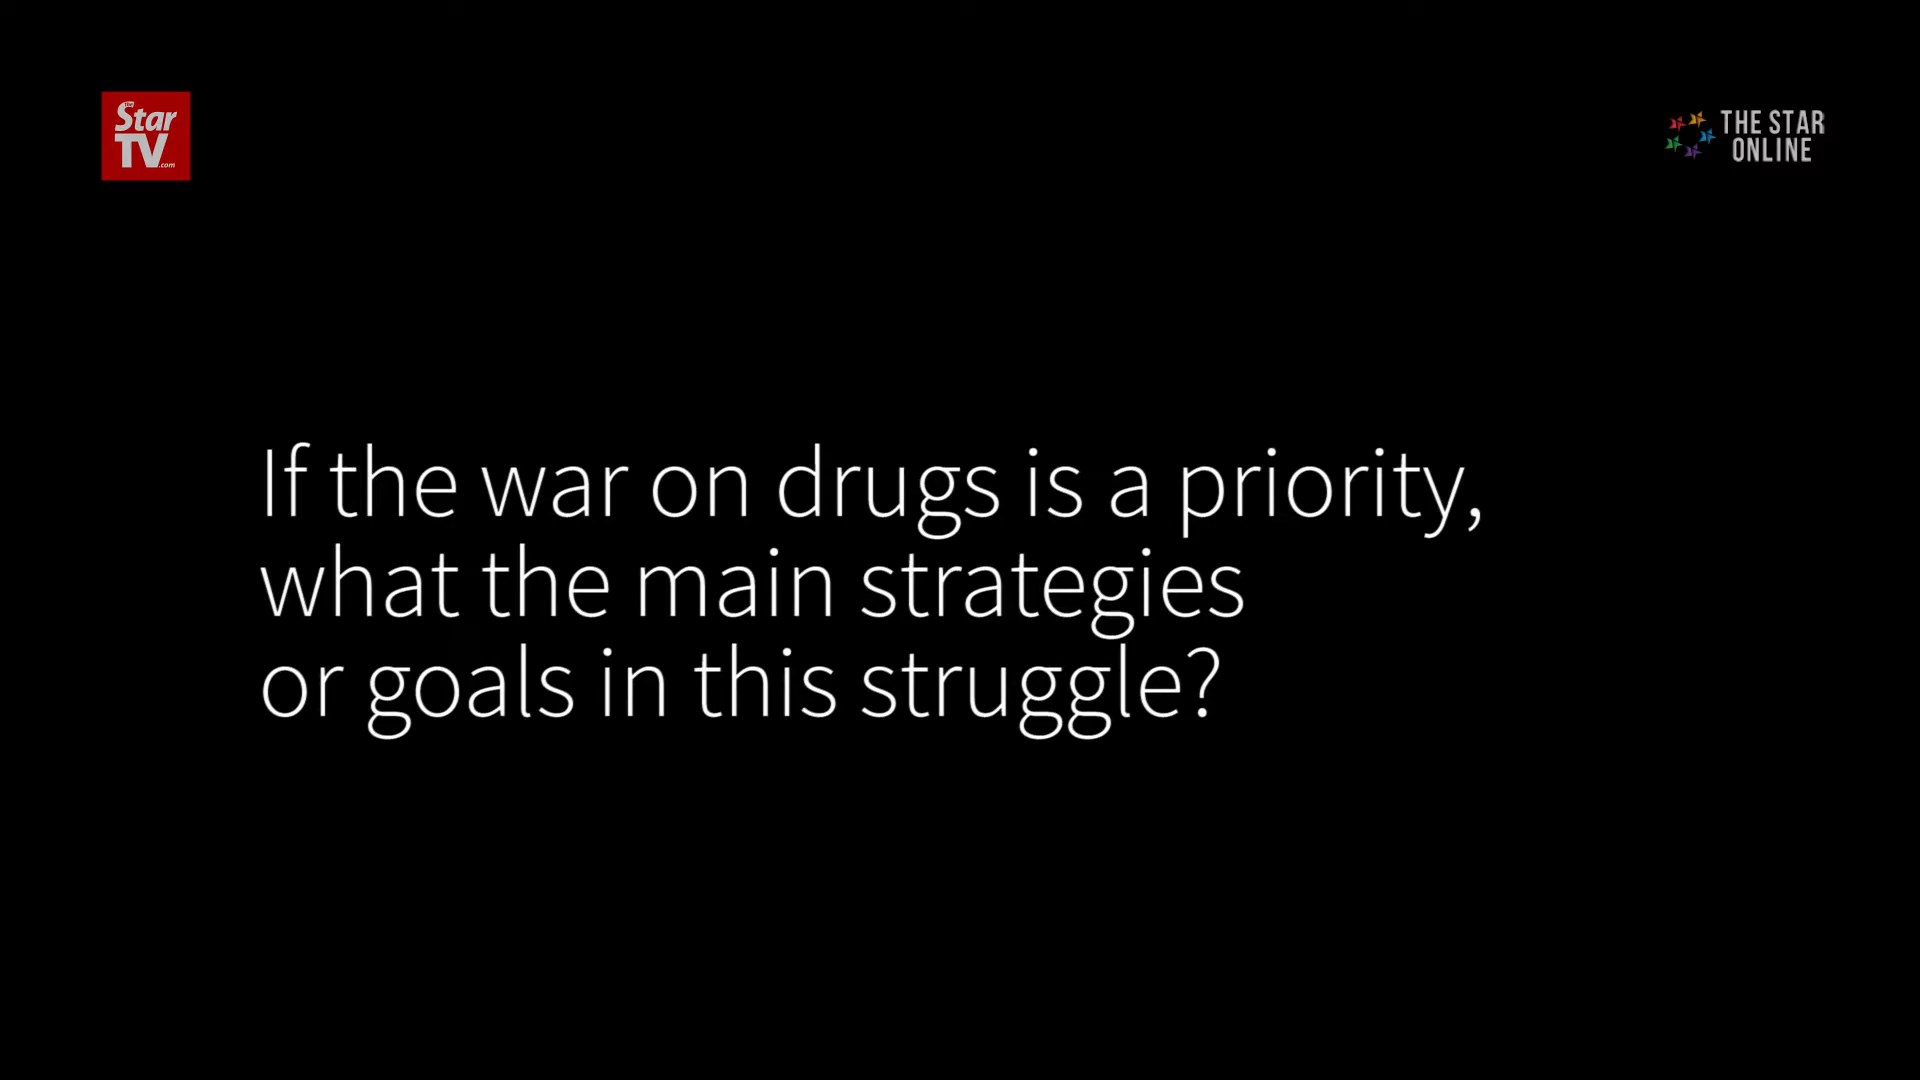 The
Star
TV.com
THE STAR
ONLINE
If the war on drugs is a priority,
what the main strategies
or goals in this struggle?